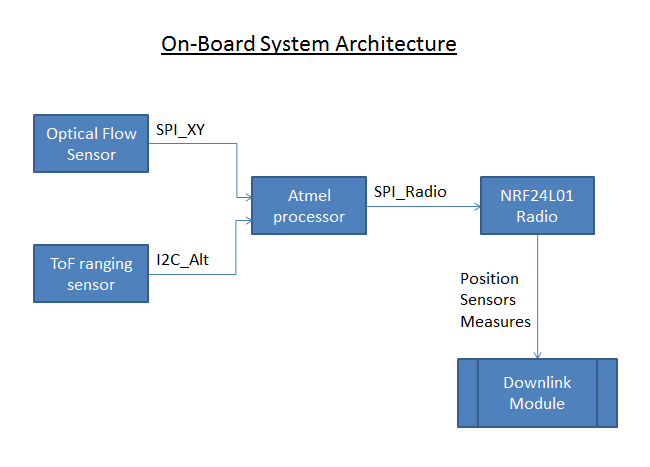 On-Board System Architecture
Optical Flow
Sensor
SPI_XY
ToF ranging
sensor
I2C_Alt
Atmel
processor
SPI_Radio
NRF24L01
Radio
Position
Sensors
Measures
Downlink
Module